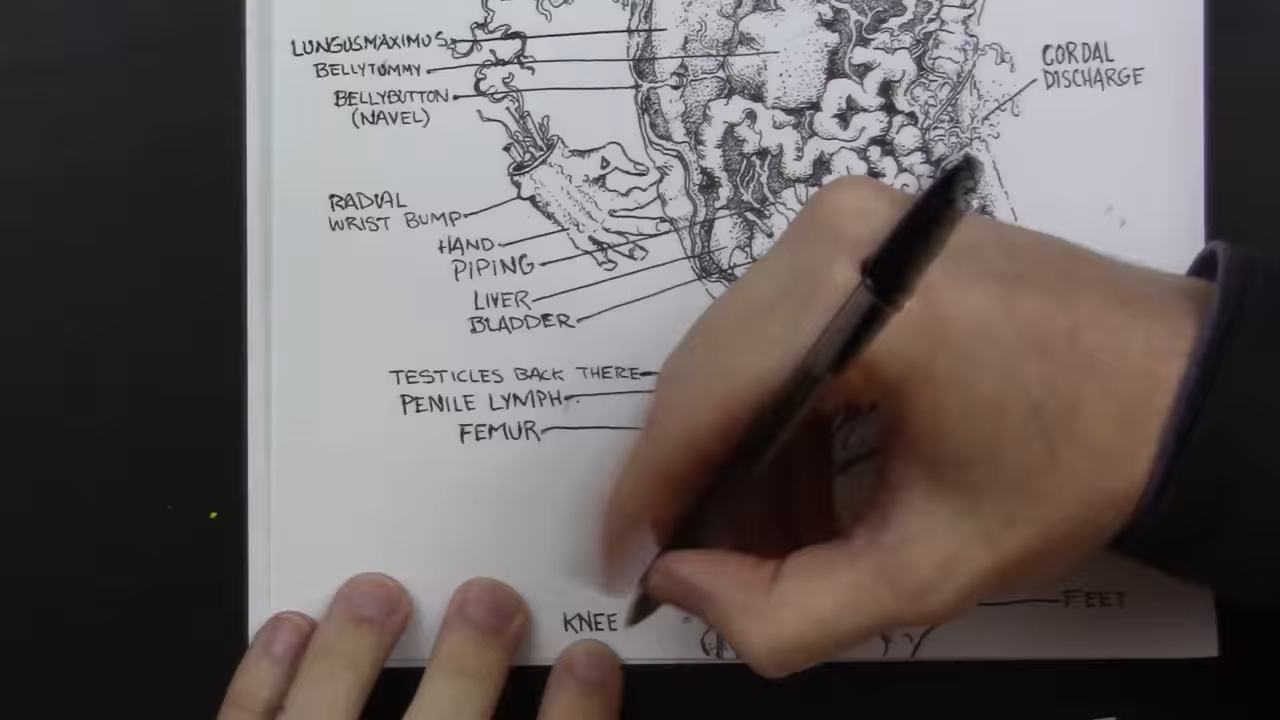 LUNGUSMAXIMUS
BELLYTUMMY
BELLYBUTTON
(NAVEL)
CORDAL
DISCHARGE
RADIAL
WRIST BUMP
HAND
PIPING
LIVER
BLADDER
TESTICLES BACK THERE
PENILE LYMPH
FEMUR
KNEE
FEET